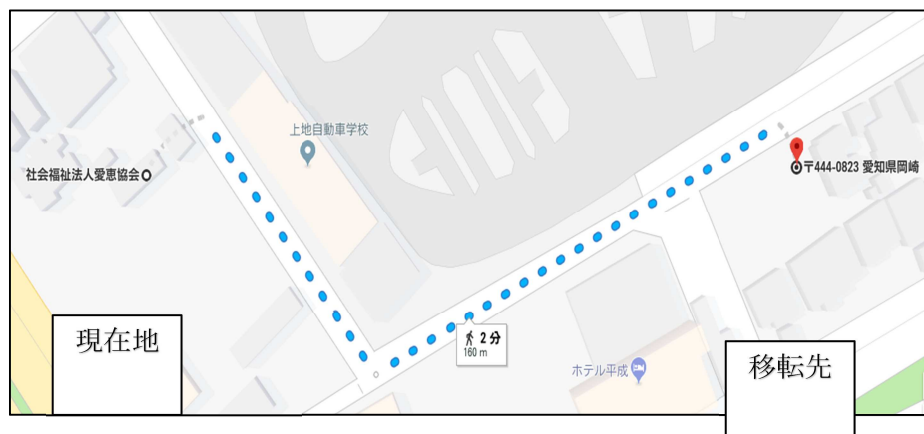 上地自動車学校
社会福祉法人愛恵協会
〒444-0823 愛知県岡崎
2 分
160 m
現在地
ホテル平成
移転先